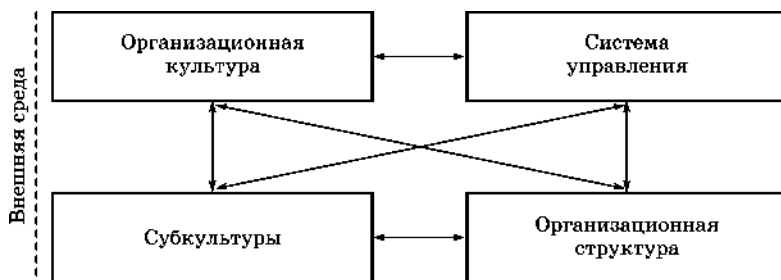 Внешняя среда
Организационная
культура
Система
управления
Субкультуры
Организационная
структура